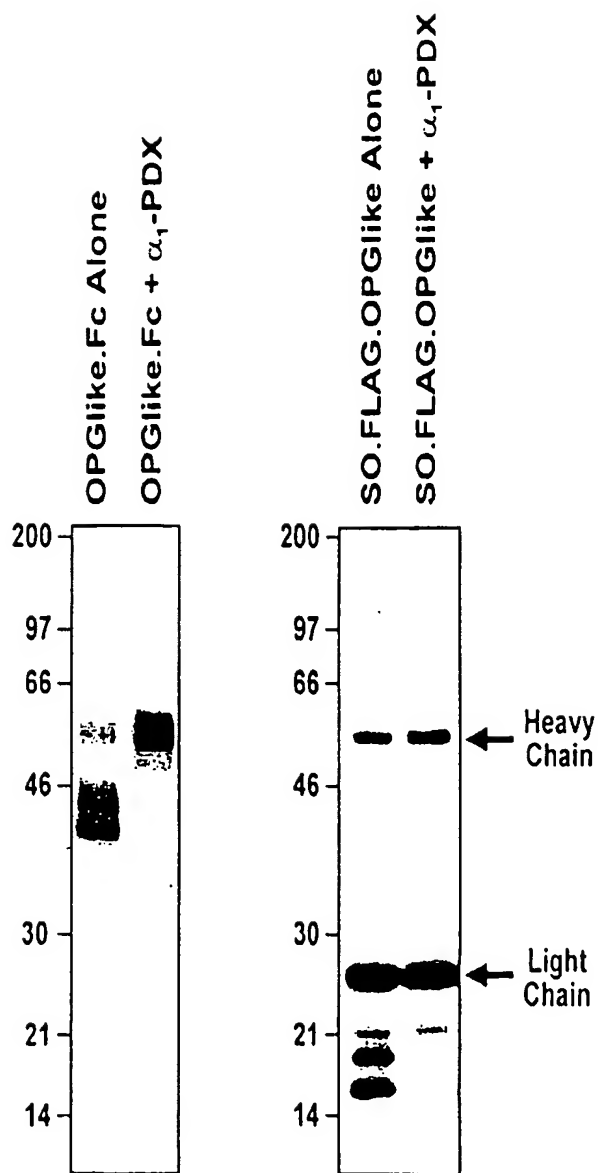 OPGlike.Fc Alone
OPGlike.Fc + α₁-PDX
SO.FLAG.OPGlike Alone
SO.FLAG.OPGlike + α₁-PDX
200
97
66
46
30
21
14
200
97
66
46
30
21
14
Heavy
Chain
Light
Chain